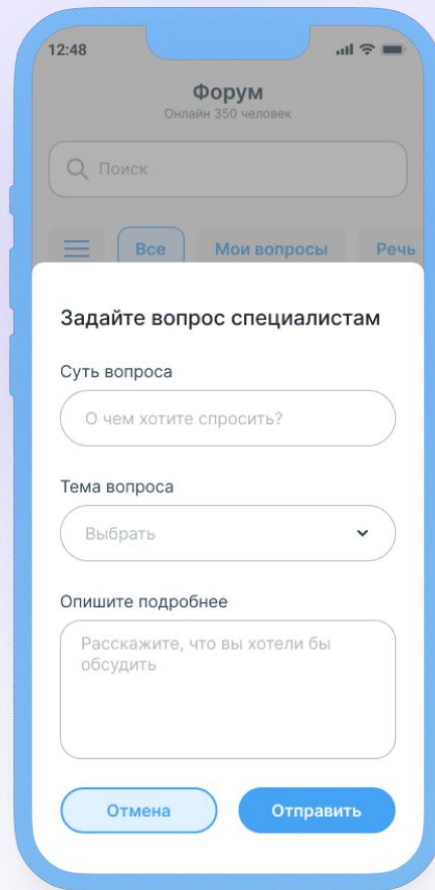 12:48
Форум
Онлайн 350 человек
Поиск
Все Мои вопросы Речь
Задайте вопрос специалистам
Суть вопроса
О чем хотите спросить?
Тема вопроса
Выбрать
Опишите подробнее
Расскажите, что вы хотели бы
обсудить
Отмена Отправить